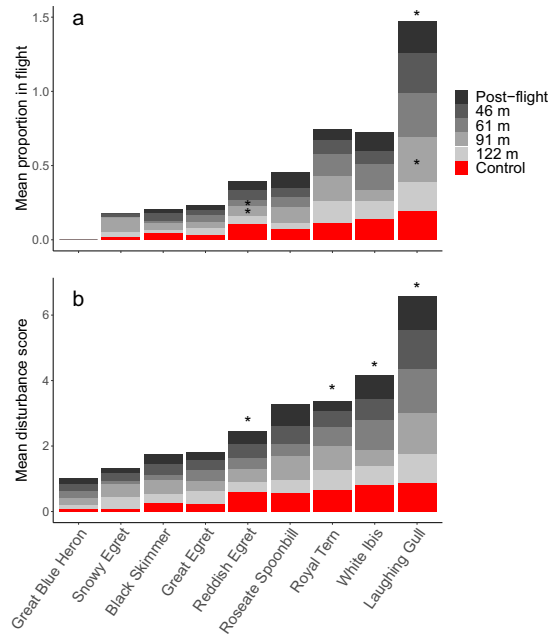 a
Mean proportion in flight
1.5
1.0
0.5
0.0
*
*
*
*
Post−flight
46 m
61 m
91 m
122 m
Control
b
Mean disturbance score
6
4
2
0
*
*
*
*
Great Blue Heron
Snowy Egret
Black Skimmer
Great Egret
Reddish Egret
Roseate Spoonbill
Royal Tern
White Ibis
Laughing Gull